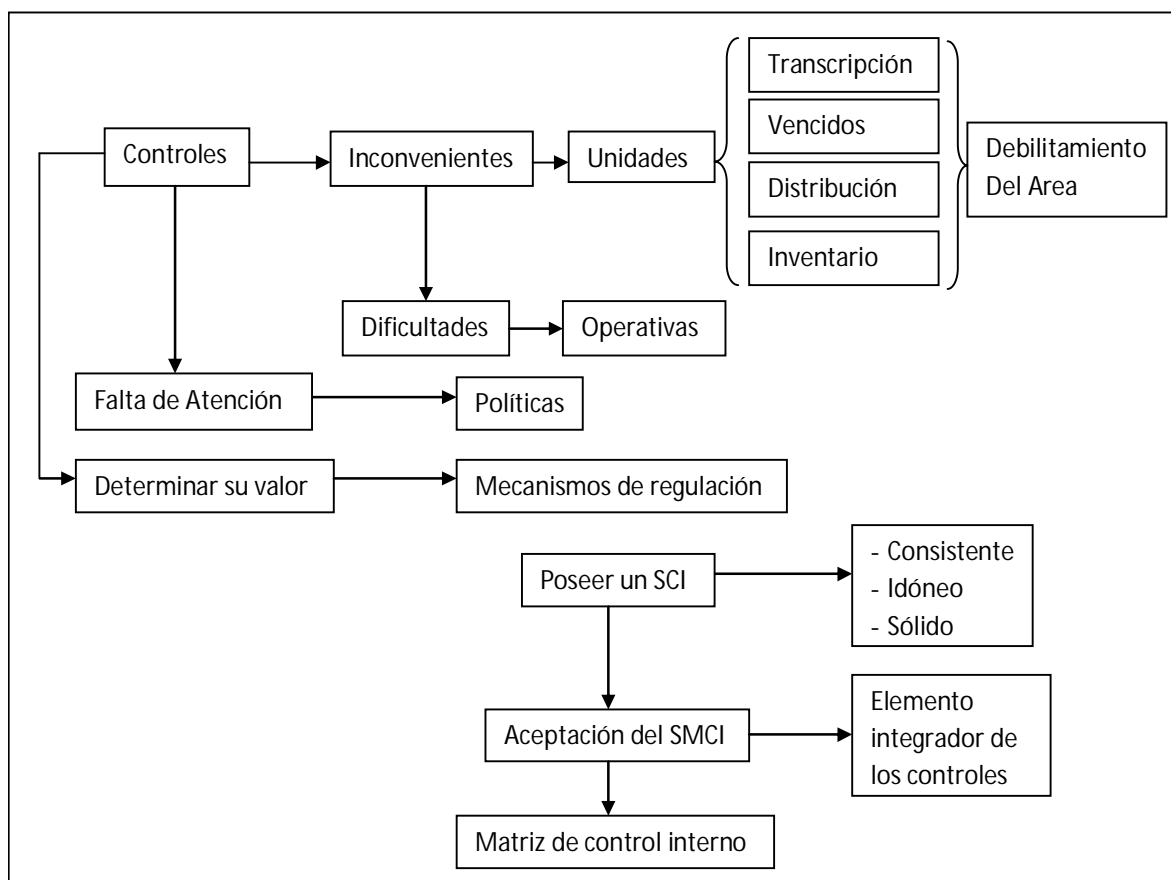 Transcripción
Vencidos
Distribución
Inventario
Controles
Inconvenientes
Unidades
Debilitamiento
Del Area
Dificultades
Operativas
Falta de Atención
Políticas
Determinar su valor
Mecanismos de regulación
Poseer un SCI
- Consistente
- Idóneo
- Sólido
Aceptación del SMCI
Elemento
integrador de
los controles
Matriz de control interno